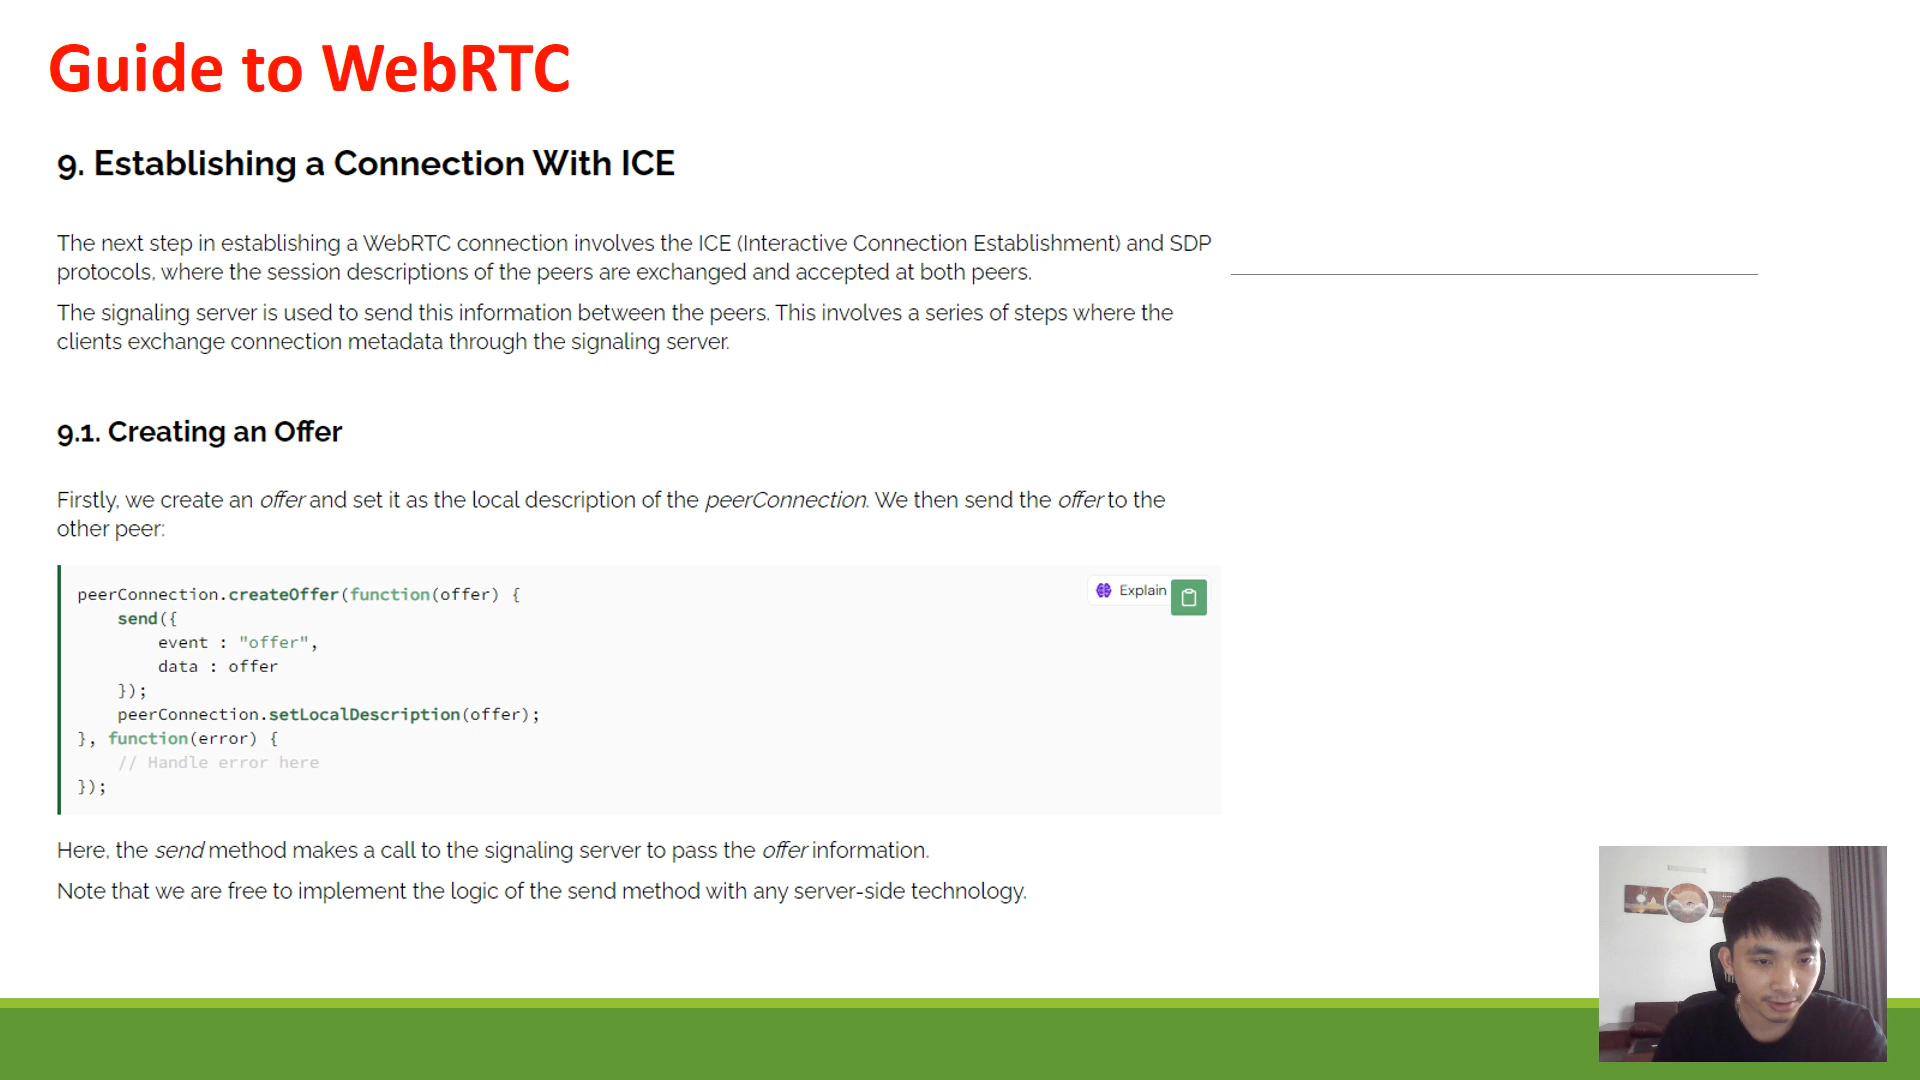 Guide to WebRTC
9. Establishing a Connection With ICE
The next step in establishing a WebRTC connection involves the ICE (Interactive Connection Establishment) and SDP
protocols, where the session descriptions of the peers are exchanged and accepted at both peers.
The signaling server is used to send this information between the peers. This involves a series of steps where the
clients exchange connection metadata through the signaling server.
9.1. Creating an Offer
Firstly, we create an offer and set it as the local description of the peerConnection. We then send the offer to the
other peer:
Explain
peerConnection.createOffer(function(offer) {
    send({
        event : "offer",
        data : offer
    });
    peerConnection.setLocalDescription(offer);
}, function(error) {
    // Handle error here
});
Here, the send method makes a call to the signaling server to pass the offer information.
Note that we are free to implement the logic of the send method with any server-side technology.